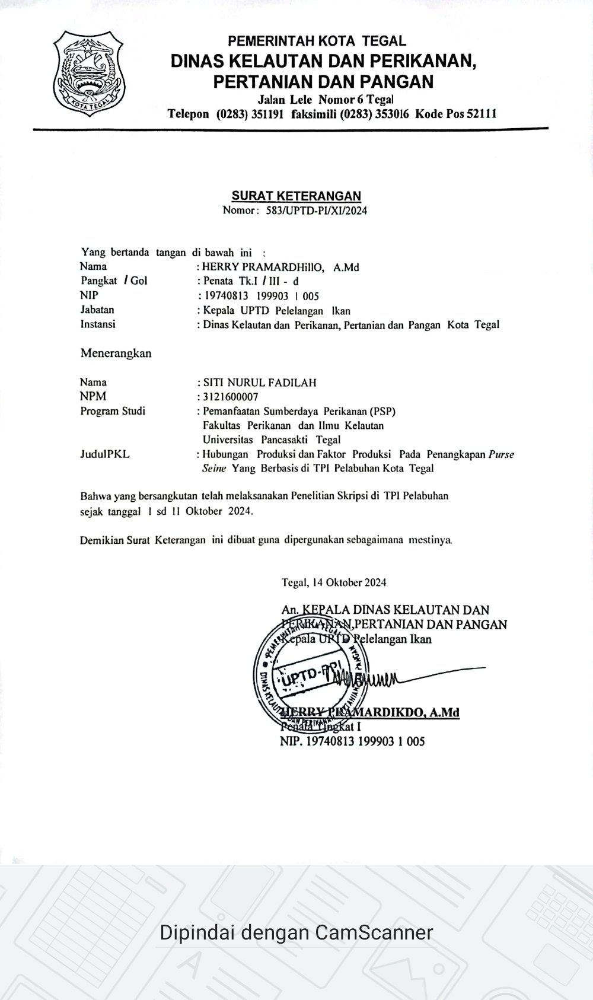 KOTA TEGAL
PEMERINTAH KOTA TEGAL
DINAS KELAUTAN DAN PERIKANAN,
PERTANIAN DAN PANGAN
Jalan Lele Nomor 6 Tegal
Telepon (0283) 351191 faksimili (0283) 353016 Kode Pos 52111
SURAT KETERANGAN
Nomor : 583/UPTD-PI/XI/2024
Yang bertanda tangan di bawah ini :
Nama : HERRY PRAMARDHillO, A.Md
Pangkat / Gol : Penata Tk.I / III - d
NIP : 19740813 199903 1 005
Jabatan : Kepala UPTD Pelelangan Ikan
Instansi : Dinas Kelautan dan Perikanan, Pertanian dan Pangan Kota Tegal
Menerangkan
Nama : SITI NURUL FADILAH
NPM : 3121600007
Program Studi : Pemanfaatan Sumberdaya Perikanan (PSP)
Fakultas Perikanan dan Ilmu Kelautan
Universitas Pancasakti Tegal
JudulPKL : Hubungan Produksi dan Faktor Produksi Pada Penangkapan Purse
Seine Yang Berbasis di TPI Pelabuhan Kota Tegal
Bahwa yang bersangkutan telah melaksanakan Penelitian Skripsi di TPI Pelabuhan
sejak tanggal 1 sd 11 Oktober 2024.
Demikian Surat Keterangan ini dibuat guna dipergunakan sebagaimana mestinya.
Tegal, 14 Oktober 2024
An. KEPALA DINAS KELAUTAN DAN
PERIKANAN,PERTANIAN DAN PANGAN
Kepala UPTD Pelelangan Ikan
UPTD-PPI
HERRY PRAMARDIKDO, A.Md
Penata Tingkat I
NIP. 19740813 199903 1 005
Dipindai dengan CamScanner